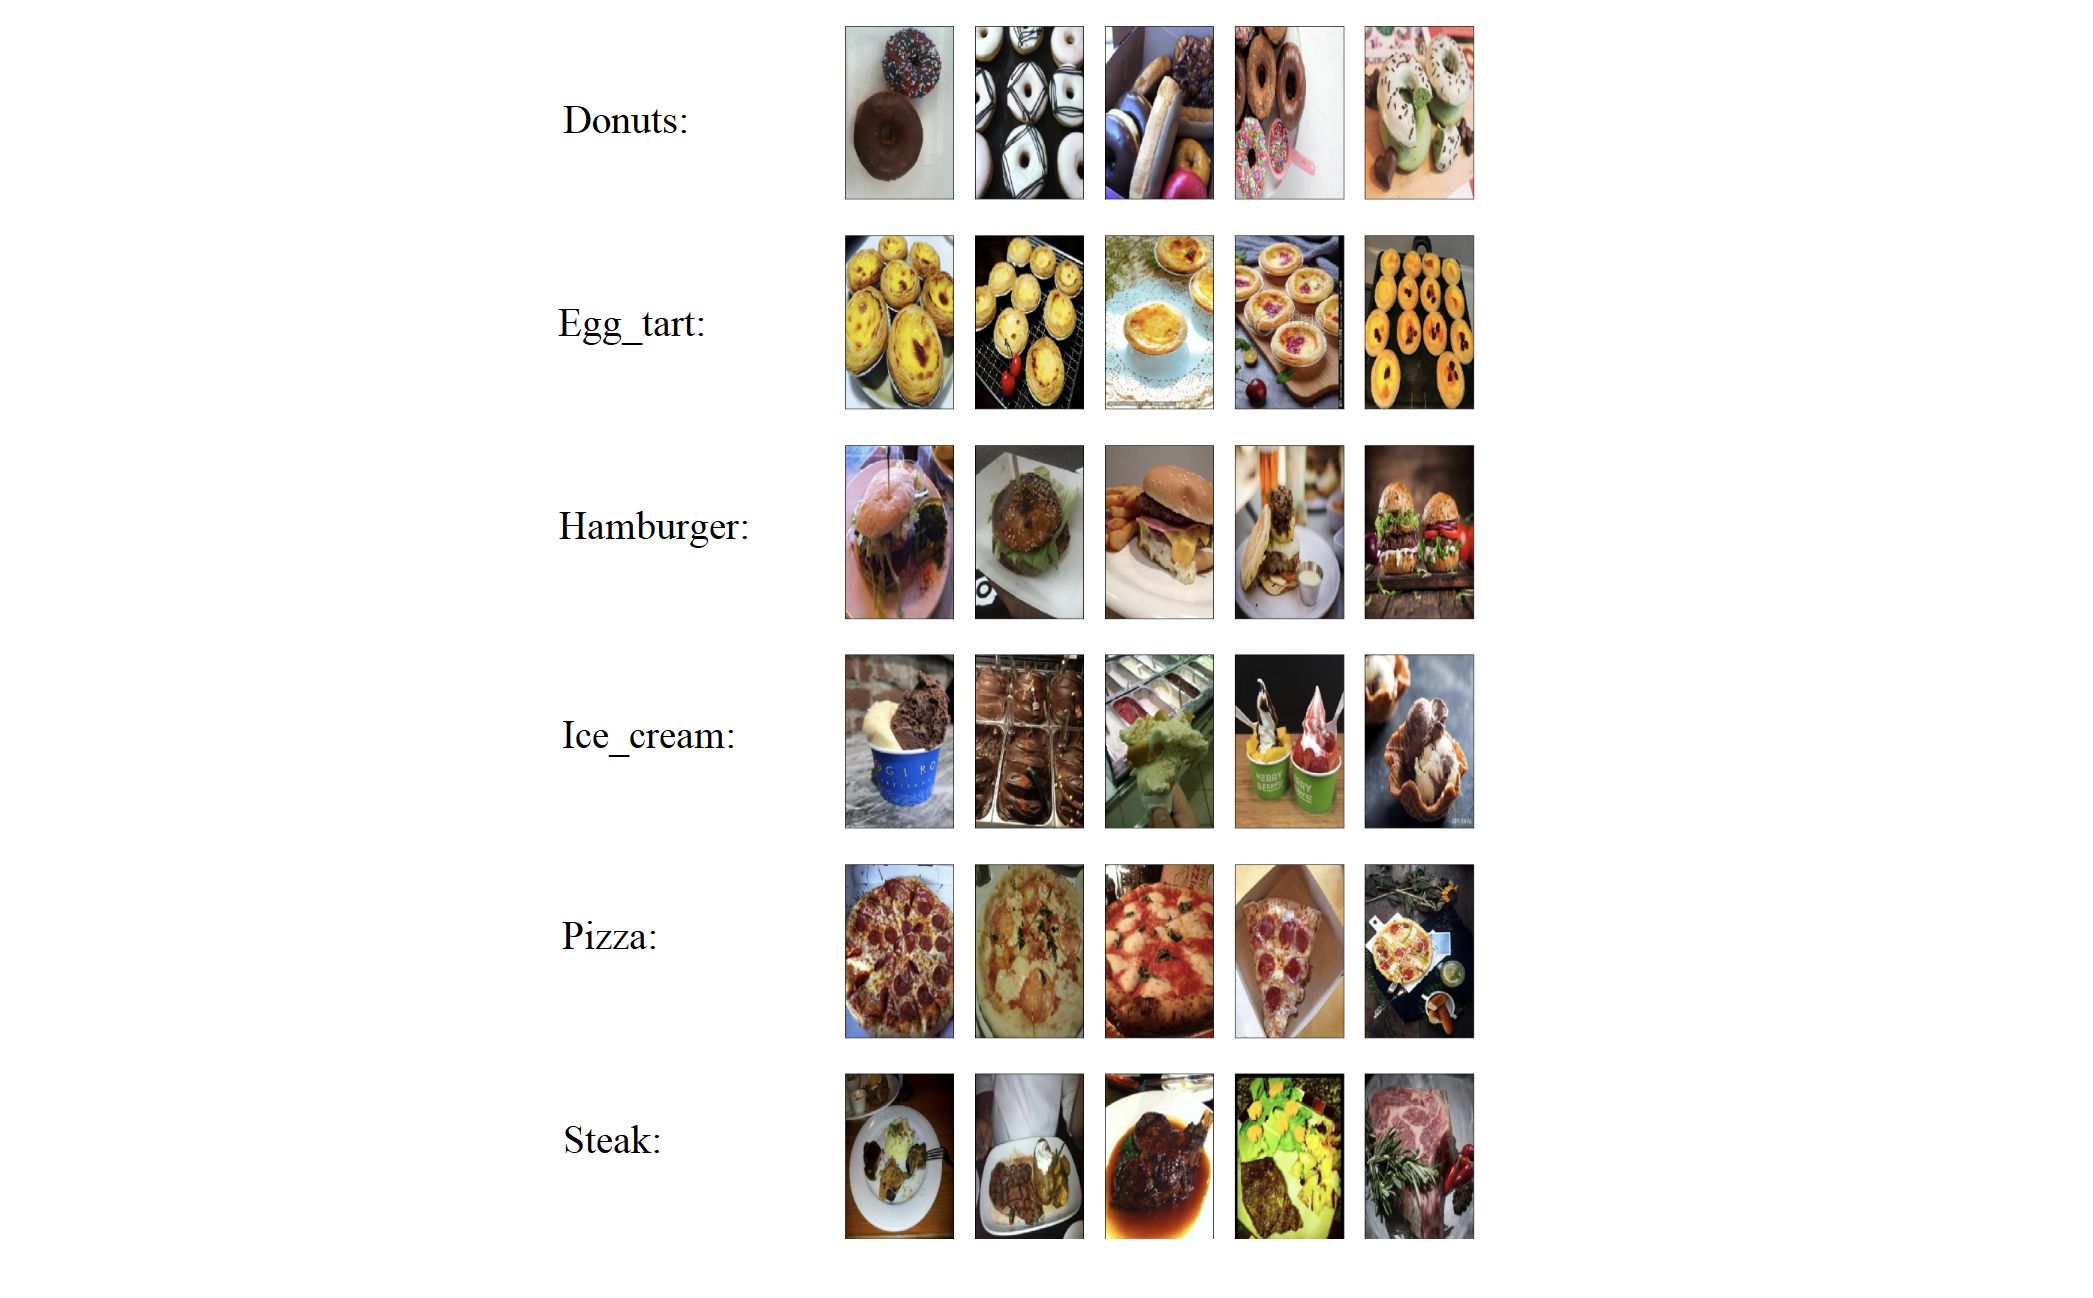 Donuts:
Egg_tart:
Hamburger:
Ice_cream:
Pizza:
Steak: